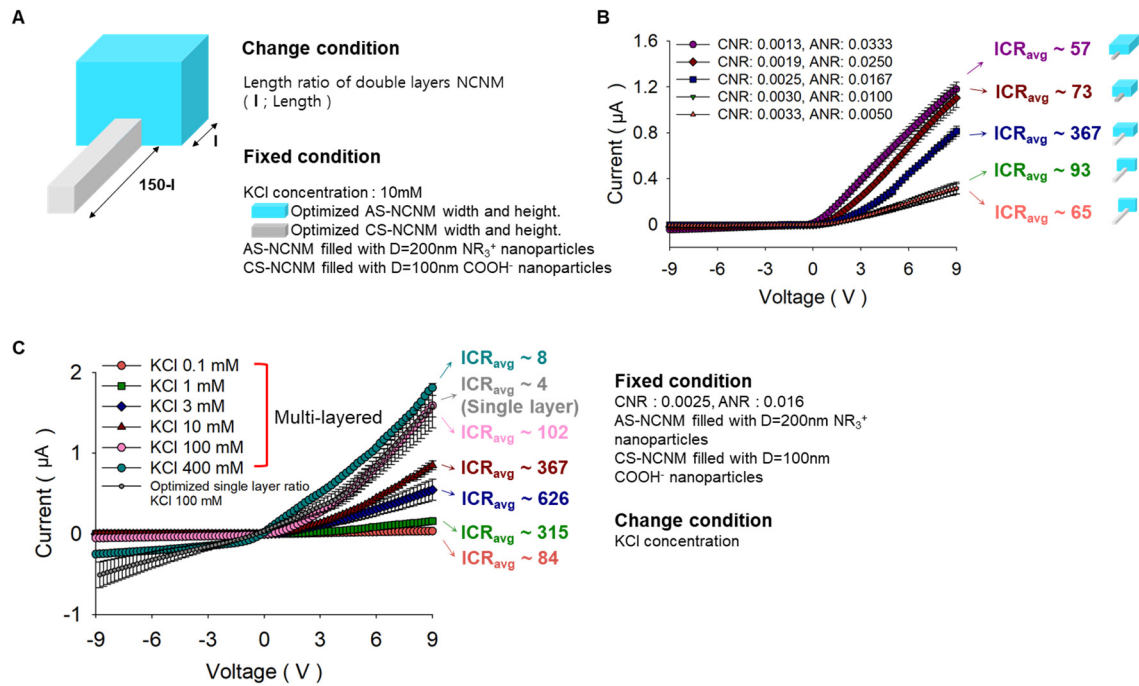 A
Change condition
Length ratio of double layers NCNM
( l ; Length )
l
150-l
Fixed condition
KCl concentration : 10mM
Optimized AS-NCNM width and height.
Optimized CS-NCNM width and height.
AS-NCNM filled with D=200nm NR₃⁺ nanoparticles
CS-NCNM filled with D=100nm COOH⁻ nanoparticles
B
Current ( μA )
1.6
1.2
0.8
0.4
0
CNR: 0.0013, ANR: 0.0333
CNR: 0.0019, ANR: 0.0250
CNR: 0.0025, ANR: 0.0167
CNR: 0.0030, ANR: 0.0100
CNR: 0.0033, ANR: 0.0050
ICRavg ~ 57
ICRavg ~ 73
ICRavg ~ 367
ICRavg ~ 93
ICRavg ~ 65
-9 -6 -3 0 3 6 9
Voltage ( V )
C
Current ( μA )
2
1
0
-1
KCl 0.1 mM
KCl 1 mM
KCl 3 mM
KCl 10 mM
KCl 100 mM
KCl 400 mM
Optimized single layer ratio
KCl 100 mM
Multi-layered
ICRavg ~ 8
ICRavg ~ 4
(Single layer)
ICRavg ~ 102
ICRavg ~ 367
ICRavg ~ 626
ICRavg ~ 315
ICRavg ~ 84
-9 -6 -3 0 3 6 9
Voltage ( V )
Fixed condition
CNR : 0.0025, ANR : 0.016
AS-NCNM filled with D=200nm NR₃⁺
nanoparticles
CS-NCNM filled with D=100nm
COOH⁻ nanoparticles
Change condition
KCl concentration